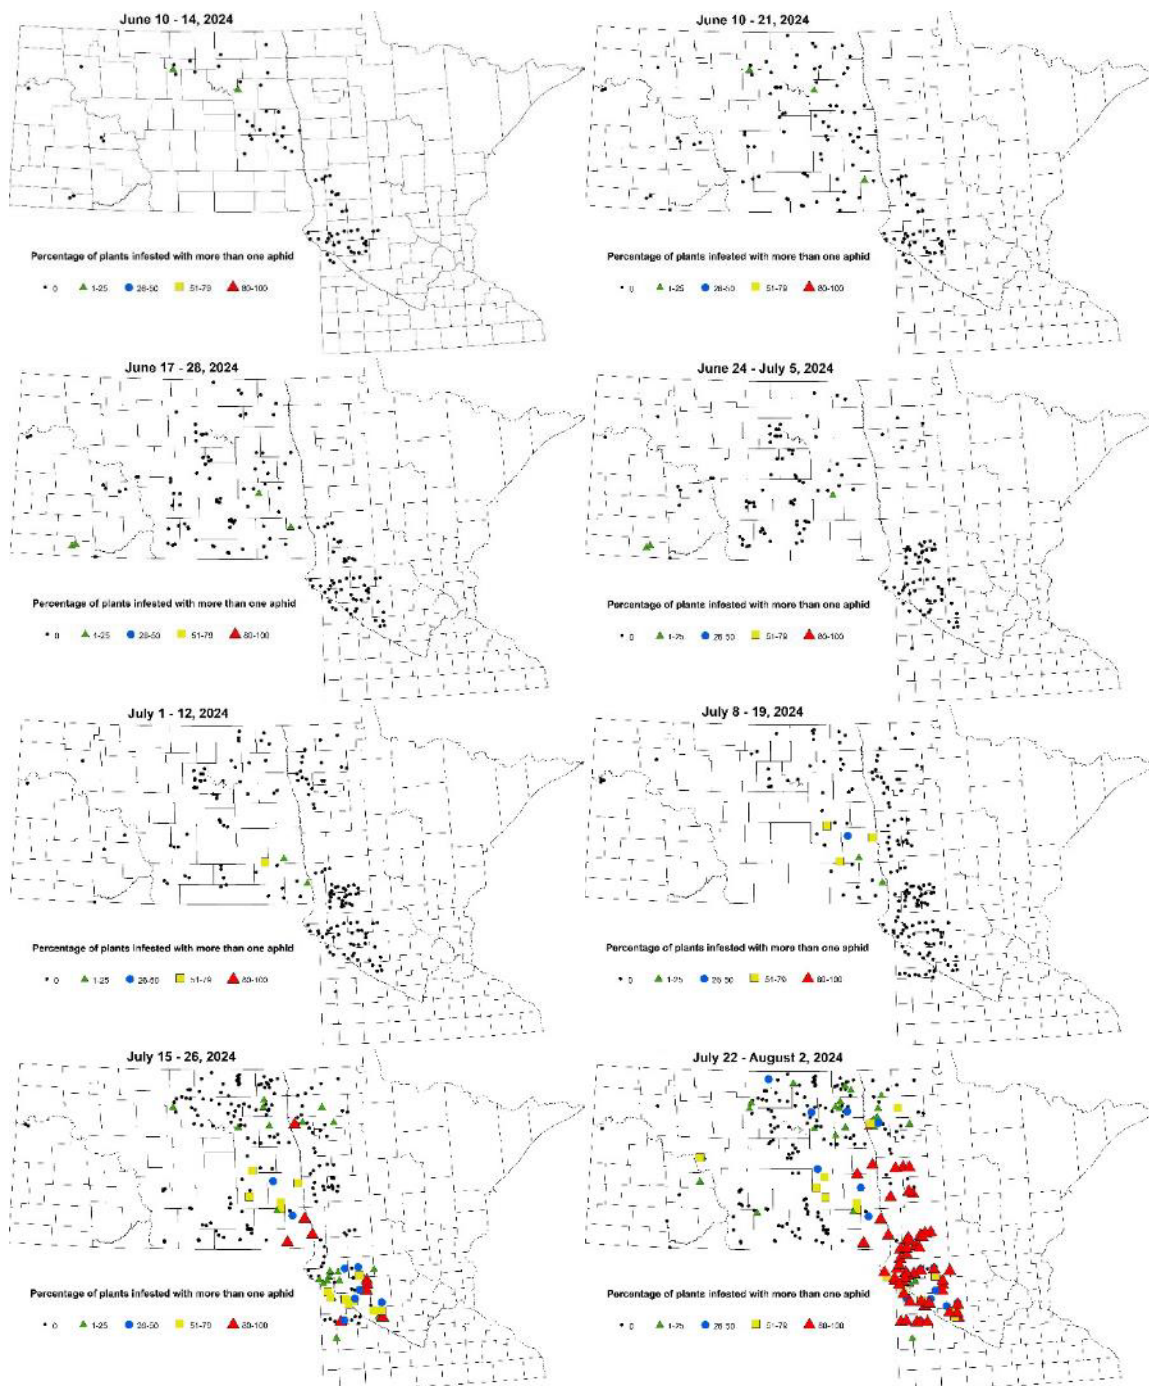 June 10 - 14, 2024
Percentage of plants infested with more than one aphid
0 1-25 26-50 51-79 80-100
June 10 - 21, 2024
Percentage of plants infested with more than one aphid
0 1-25 26-50 51-79 80-100
June 17 - 28, 2024
Percentage of plants infested with more than one aphid
0 1-25 26-50 51-79 80-100
June 24 - July 5, 2024
Percentage of plants infested with more than one aphid
0 1-25 26-50 51-79 80-100
July 1 - 12, 2024
Percentage of plants infested with more than one aphid
0 1-25 26-50 51-79 80-100
July 8 - 19, 2024
Percentage of plants infested with more than one aphid
0 1-25 26-50 51-79 80-100
July 15 - 26, 2024
Percentage of plants infested with more than one aphid
0 1-25 26-50 51-79 80-100
July 22 - August 2, 2024
Percentage of plants infested with more than one aphid
0 1-25 26-50 51-79 80-100